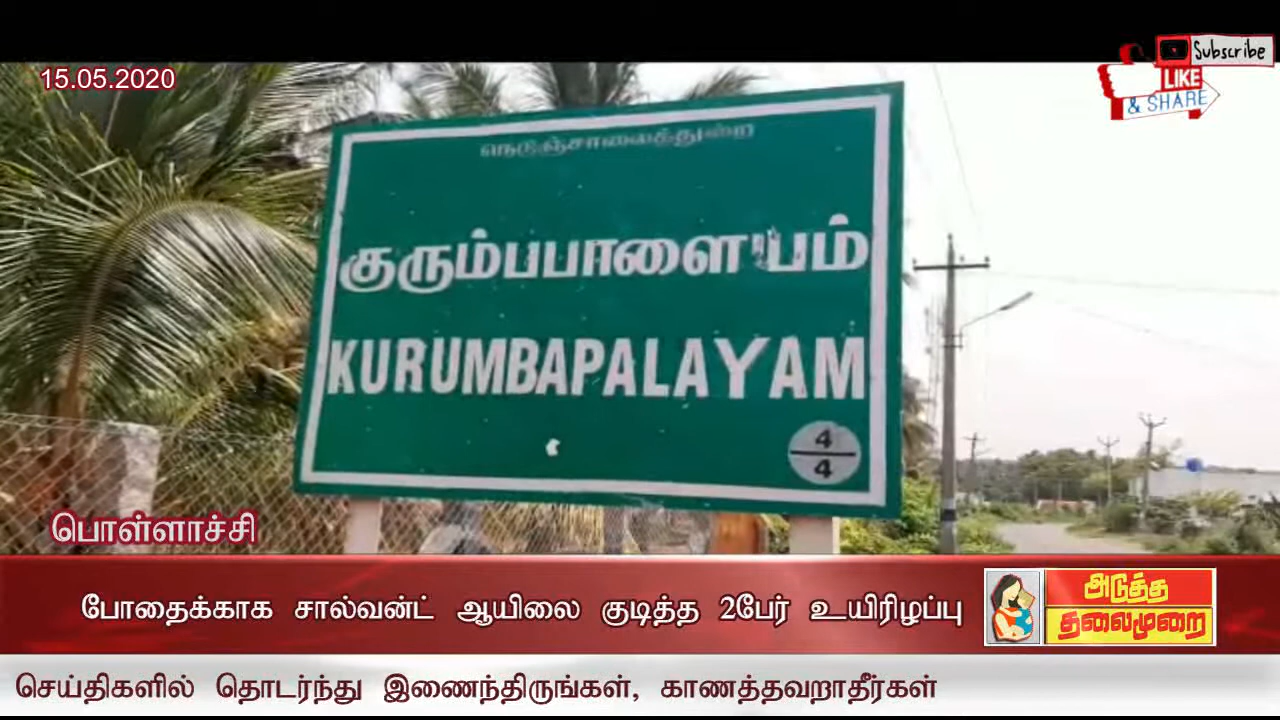 15.05.2020
Subscribe
LIKE
& SHARE
நெடுஞ்சாலைத்துறை
குரும்பபாளையம்
KURUMBAPALAYAM
4
4
பொள்ளாச்சி
போதைக்காக சால்வன்ட் ஆயிலை குடித்த 2பேர் உயிரிழப்பு
அடுத்த
தலைமுறை
செய்திகளில் தொடர்ந்து இணைந்திருங்கள், காணத்தவறாதீர்கள்